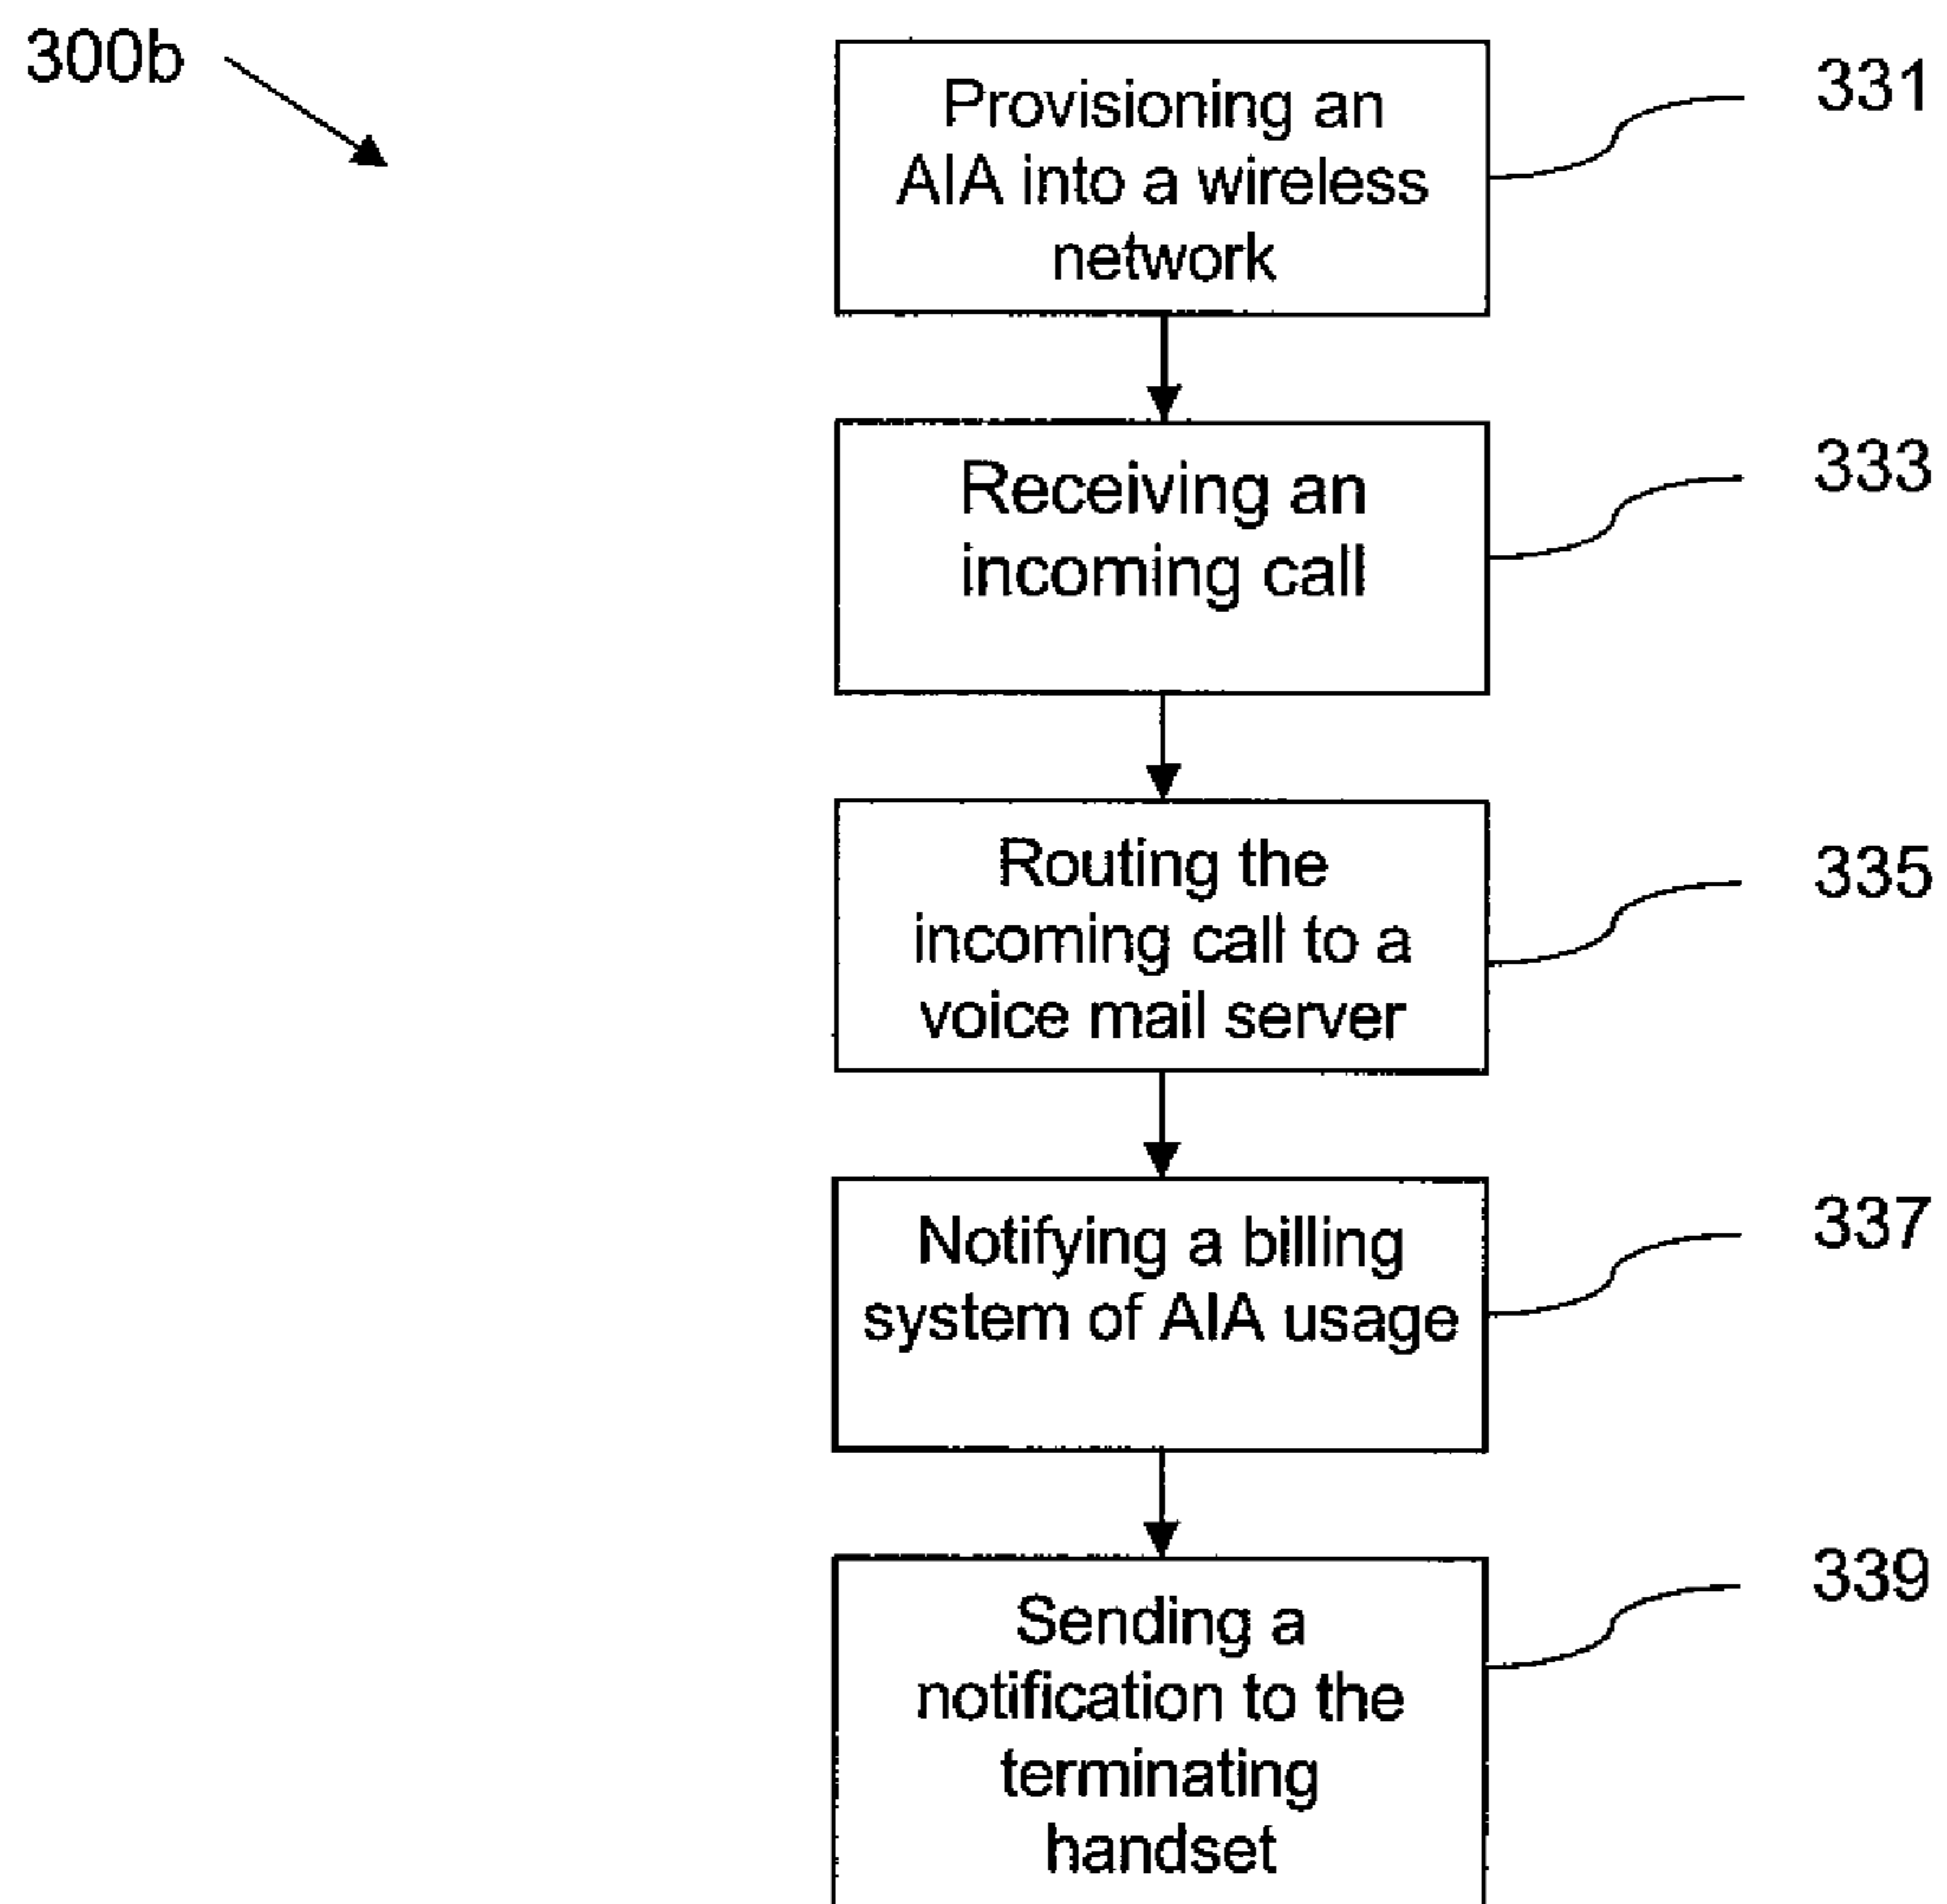 300b
Provisioning an
AIA into a wireless
network
331
Receiving an
incoming call
333
Routing the
incoming call to a
voice mail server
335
Notifying a billing
system of AIA usage
337
Sending a
notification to the
terminating
handset
339